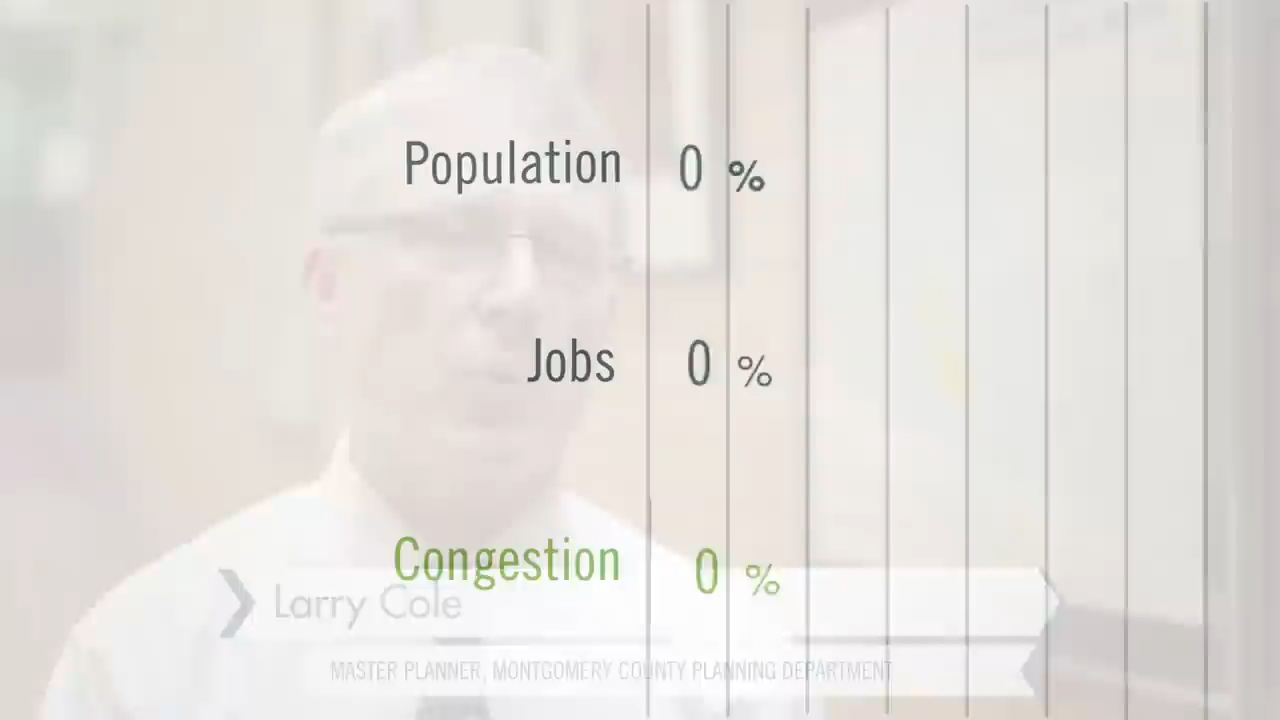 Population 0 %
Jobs 0 %
Congestion 0 %
Larry Cole
MASTER PLANNER, MONTGOMERY COUNTY PLANNING DEPARTMENT